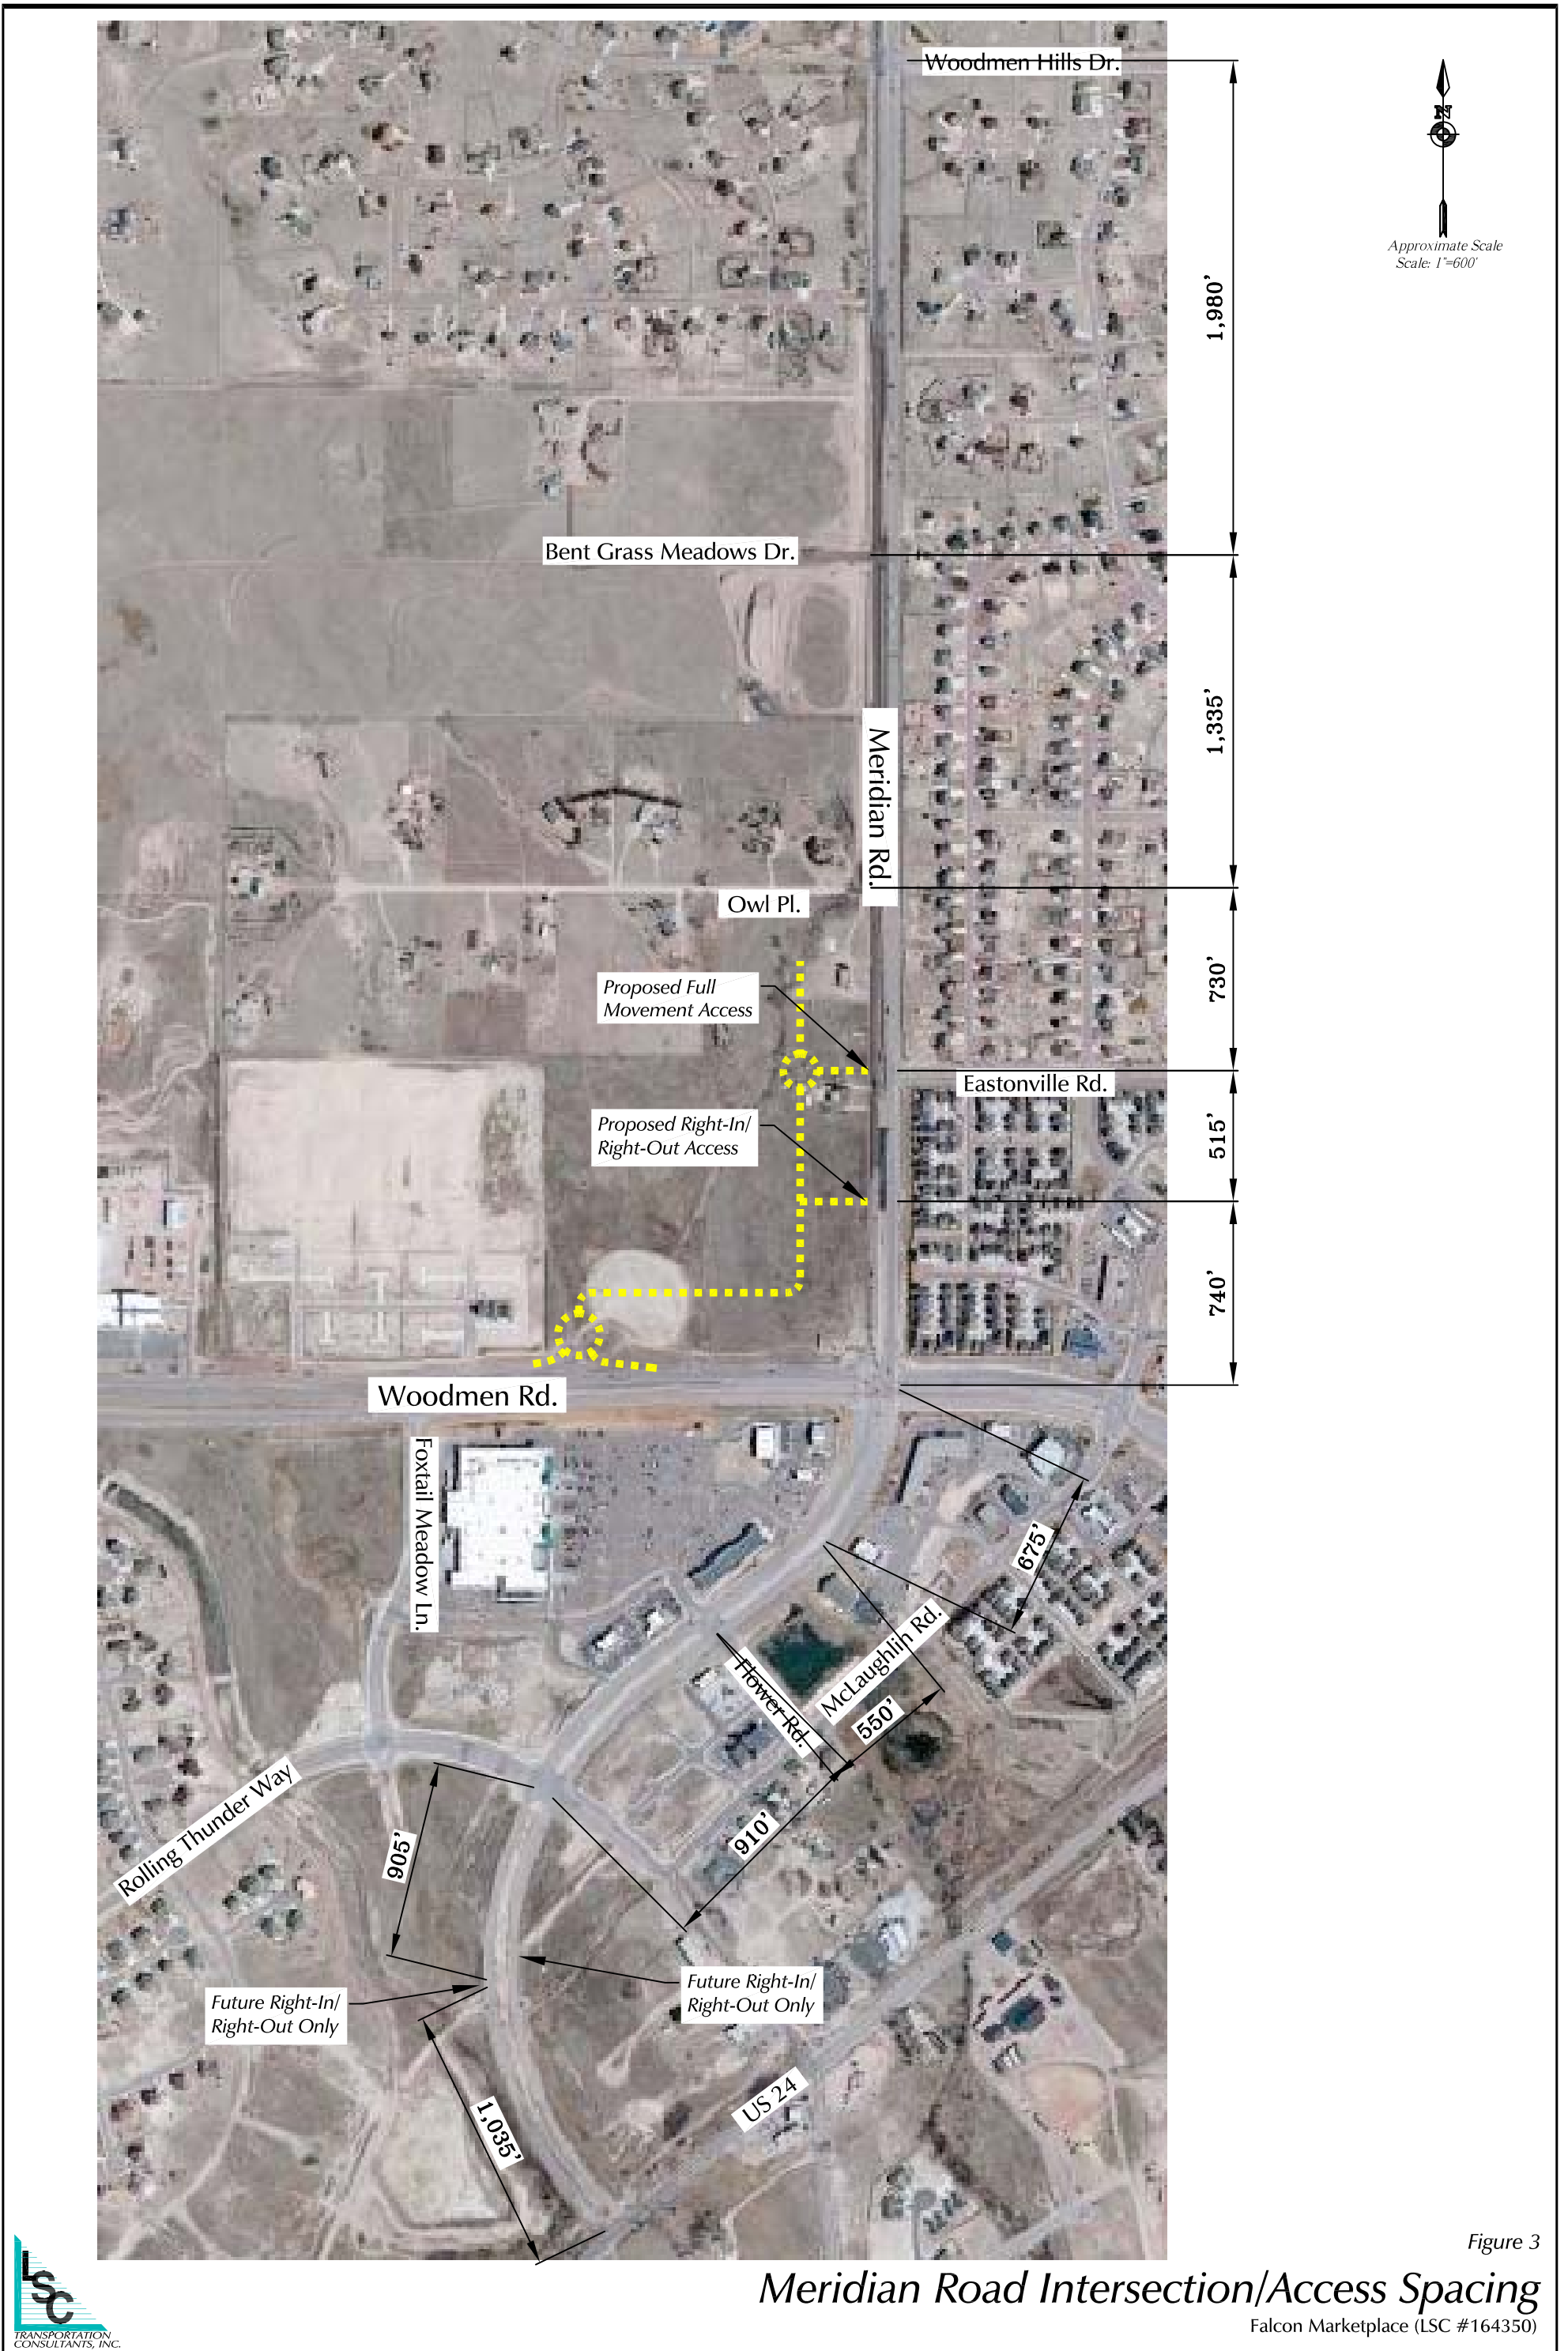 Woodmen Hills Dr.
N
Approximate Scale
Scale: 1"=600'
1,980'
Bent Grass Meadows Dr.
1,335'
Meridian Rd.
Owl Pl.
730'
Proposed Full
Movement Access
Eastonville Rd.
Proposed Right-In/
Right-Out Access
515'
740'
Woodmen Rd.
Foxtail Meadow Ln.
675'
McLaughlin Rd.
Flower Rd.
550'
Rolling Thunder Way
905'
910'
Future Right-In/
Right-Out Only
Future Right-In/
Right-Out Only
US 24
1,035'
Figure 3
Meridian Road Intersection/Access Spacing
Falcon Marketplace (LSC #164350)
LSC
TRANSPORTATION
CONSULTANTS, INC.